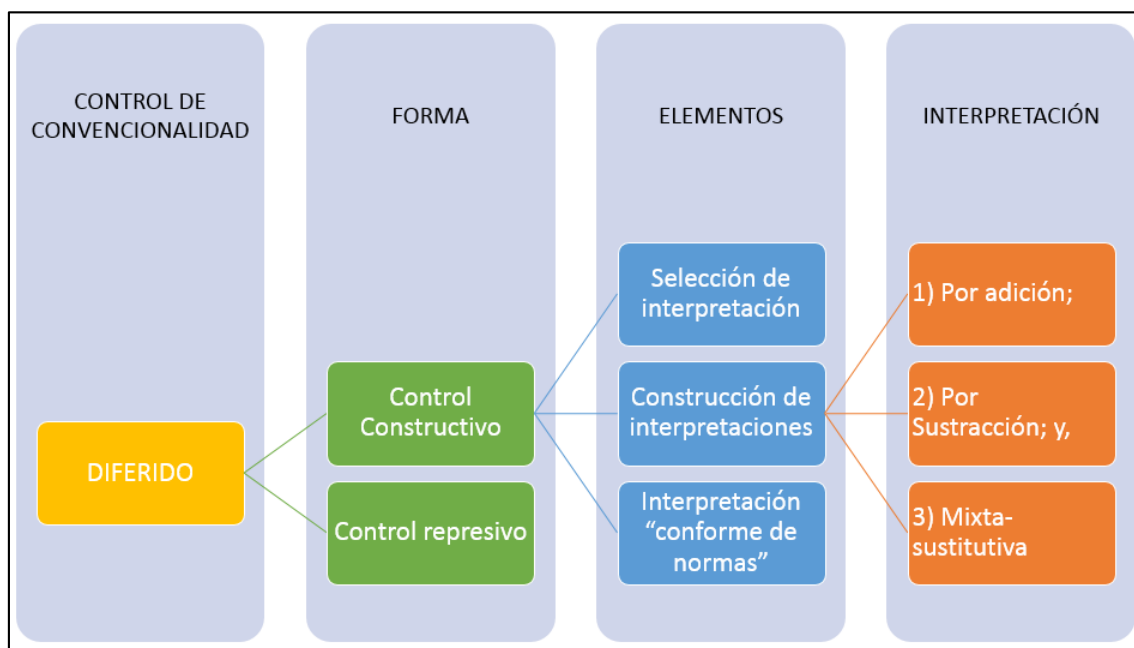 CONTROL DE
CONVENCIONALIDAD
FORMA
ELEMENTOS
INTERPRETACIÓN
DIFERIDO
Control
Constructivo
Control represivo
Selección de
interpretación
Construcción de
interpretaciones
Interpretación
“conforme de
normas”
1) Por adición;
2) Por
Sustracción; y,
3) Mixta-
sustitutiva